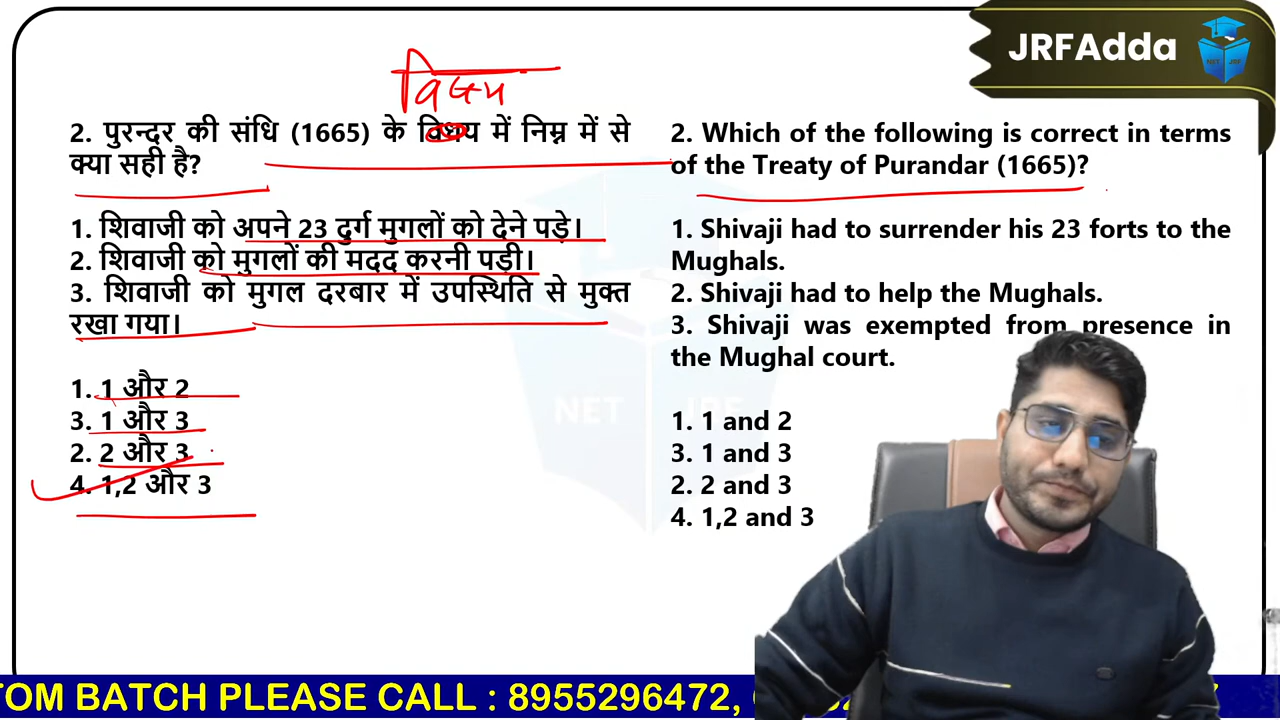 JRFAdda
NET JRF
विषय
2. पुरन्दर की संधि (1665) के विधय में निम्न में से
क्या सही है?
1. शिवाजी को अपने 23 दुर्ग मुगलों को देने पड़े।
2. शिवाजी को मुगलों की मदद करनी पड़ी।
3. शिवाजी को मुगल दरबार में उपस्थिति से मुक्त
रखा गया।
1. 1 और 2
3. 1 और 3
2. 2 और 3
4. 1,2 और 3
2. Which of the following is correct in terms
of the Treaty of Purandar (1665)?
1. Shivaji had to surrender his 23 forts to the
Mughals.
2. Shivaji had to help the Mughals.
3. Shivaji was exempted from presence in
the Mughal court.
1. 1 and 2
3. 1 and 3
2. 2 and 3
4. 1,2 and 3
NET JRF
TOM BATCH PLEASE CALL : 8955296472,